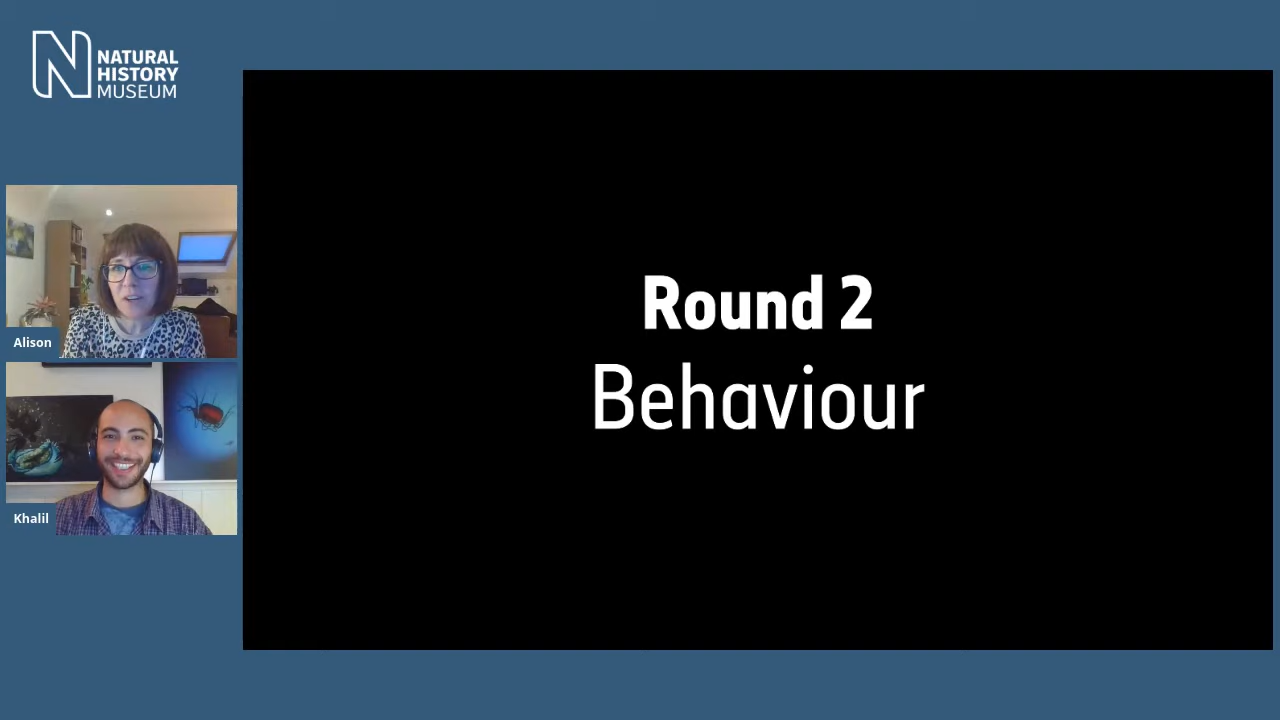 NATURAL
HISTORY
MUSEUM
Alison
Khalil
Round 2
Behaviour